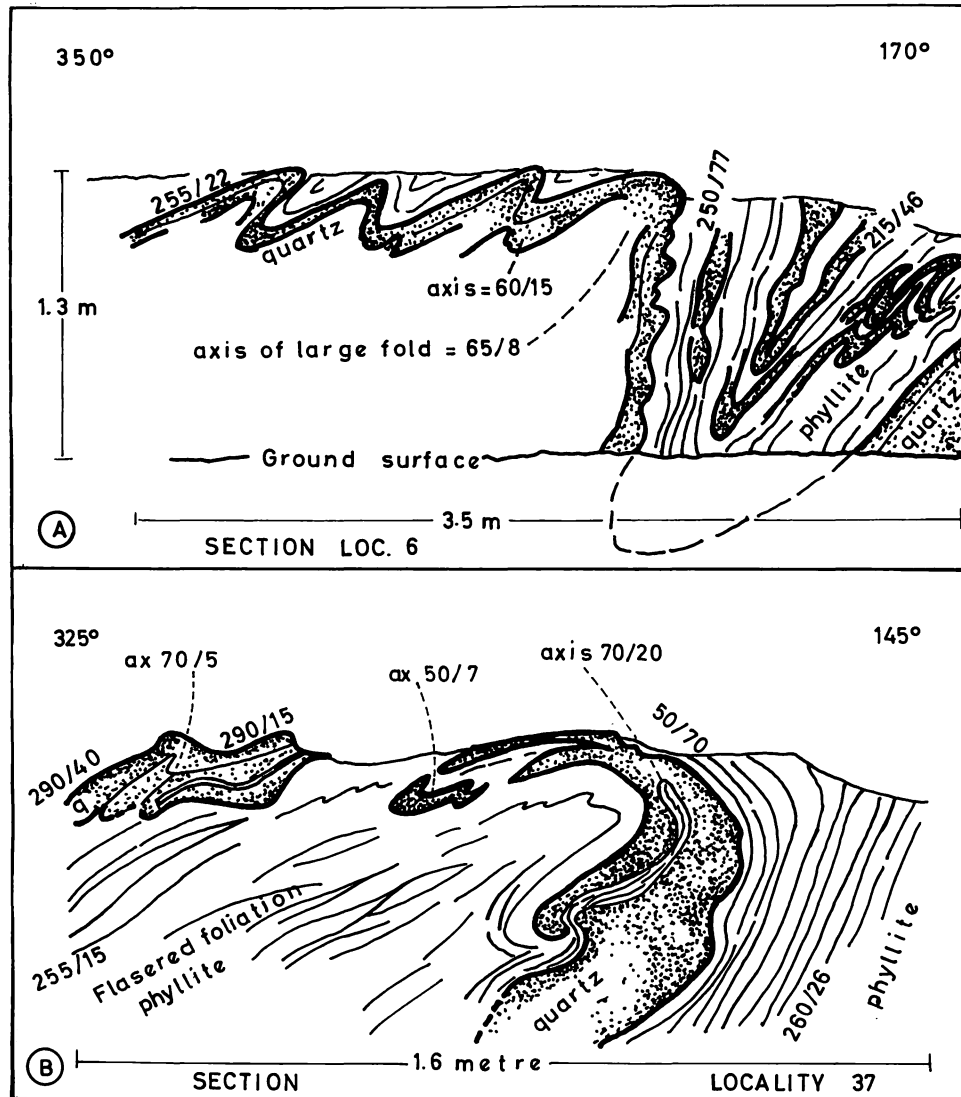 350°
170°
255/22
quartz
250/77
215/46
axis=60/15
1.3 m
axis of large fold = 65/8
phyllite
quartz
Ground surface
A
3.5 m
SECTION LOC. 6
325°
145°
ax 70/5
ax 50/7
axis 70/20
50/70
290/15
290/40
q
255/15
Flasered foliation
phyllite
quartz
260/26
phyllite
B
1.6 metre
SECTION
LOCALITY 37